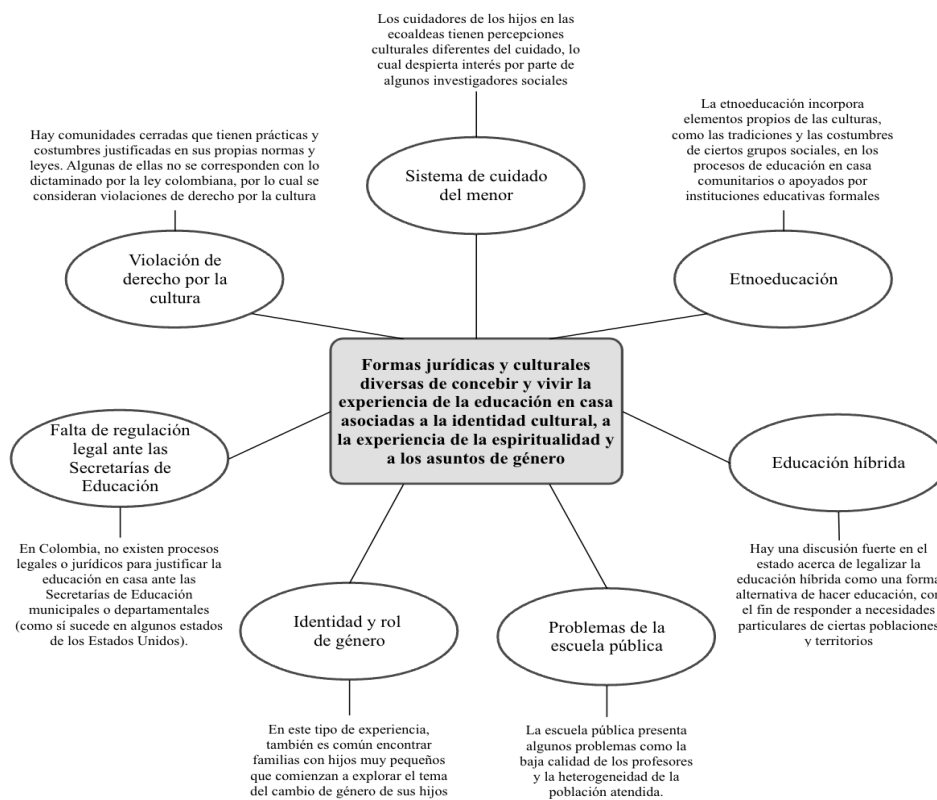 Los cuidadores de los hijos en las
ecoaldeas tienen percepciones
culturales diferentes del cuidado, lo
cual despierta interés por parte de
algunos investigadores sociales
Sistema de cuidado
del menor
Hay comunidades cerradas que tienen prácticas y
costumbres justificadas en sus propias normas y
leyes. Algunas de ellas no se corresponden con lo
dictaminado por la ley colombiana, por lo cual se
consideran violaciones de derecho por la cultura
Violación de
derecho por la
cultura
La etnoeducación incorpora
elementos propios de las culturas,
como las tradiciones y las costumbres
de ciertos grupos sociales, en los
procesos de educación en casa
comunitarios o apoyados por
instituciones educativas formales
Etnoeducación
Formas jurídicas y culturales
diversas de concebir y vivir la
experiencia de la educación en casa
asociadas a la identidad cultural, a
la experiencia de la espiritualidad y
a los asuntos de género
Falta de regulación
legal ante las
Secretarías de
Educación
En Colombia, no existen procesos
legales o jurídicos para justificar la
educación en casa ante las
Secretarías de Educación
municipales o departamentales
(como sí sucede en algunos estados
de los Estados Unidos).
Educación híbrida
Hay una discusión fuerte en el
estado acerca de legalizar la
educación híbrida como una forma
alternativa de hacer educación, con
el fin de responder a necesidades
particulares de ciertas poblaciones
y territorios
Identidad y rol
de género
En este tipo de experiencia,
también es común encontrar
familias con hijos muy pequeños
que comienzan a explorar el tema
del cambio de género de sus hijos
Problemas de la
escuela pública
La escuela pública presenta
algunos problemas como la
baja calidad de los profesores
y la heterogeneidad de la
población atendida.